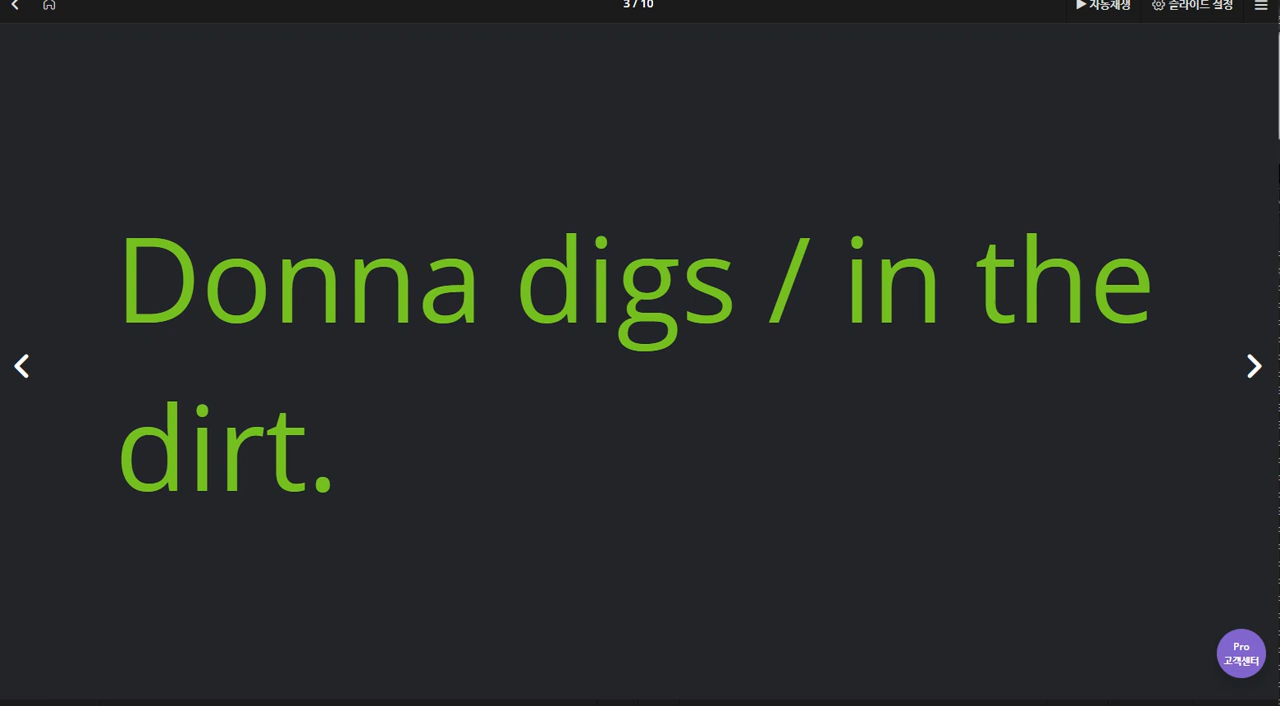 3 / 10
자동재생
슬라이드 설정
Donna digs / in the
dirt.
Pro
고객센터